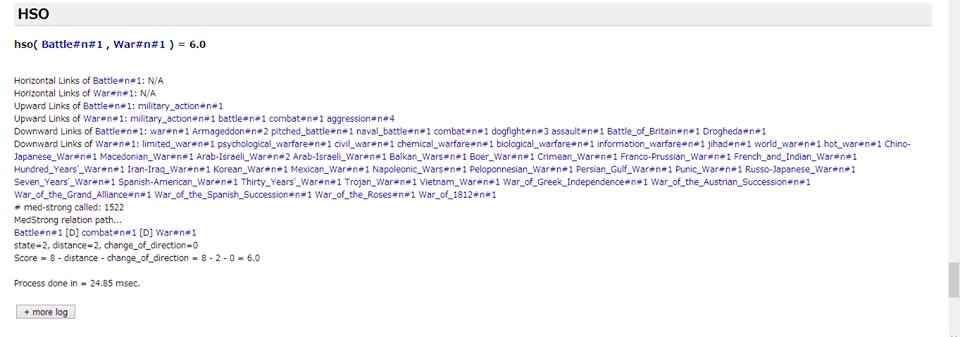 HSO
hso( Battle#n#1 , War#n#1 ) = 6.0
Horizontal Links of Battle#n#1: N/A
Horizontal Links of War#n#1: N/A
Upward Links of Battle#n#1: military_action#n#1
Upward Links of War#n#1: military_action#n#1 battle#n#1 combat#n#1 aggression#n#4
Downward Links of Battle#n#1: war#n#1 Armageddon#n#2 pitched_battle#n#1 naval_battle#n#1 combat#n#1 dogfight#n#3 assault#n#1 Battle_of_Britain#n#1 Drogheda#n#1
Downward Links of War#n#1: limited_war#n#1 psychological_warfare#n#1 civil_war#n#1 chemical_warfare#n#1 biological_warfare#n#1 information_warfare#n#1 jihad#n#1 world_war#n#1 hot_war#n#1 Chino-
Japanese_War#n#1 Macedonian_War#n#1 Arab-Israeli_War#n#2 Arab-Israeli_War#n#1 Balkan_Wars#n#1 Boer_War#n#1 Crimean_War#n#1 Franco-Prussian_War#n#1 French_and_Indian_War#n#1
Hundred_Years'_War#n#1 Iran-Iraq_War#n#1 Korean_War#n#1 Mexican_War#n#1 Napoleonic_Wars#n#1 Peloponnesian_War#n#1 Persian_Gulf_War#n#1 Punic_War#n#1 Russo-Japanese_War#n#1
Seven_Years'_War#n#1 Spanish-American_War#n#1 Thirty_Years'_War#n#1 Trojan_War#n#1 Vietnam_War#n#1 War_of_Greek_Independence#n#1 War_of_the_Austrian_Succession#n#1
War_of_the_Grand_Alliance#n#1 War_of_the_Spanish_Succession#n#1 War_of_the_Roses#n#1 War_of_1812#n#1
# med-strong called: 1522
MedStrong relation path...
Battle#n#1 [D] combat#n#1 [D] War#n#1
state=2, distance=2, change_of_direction=0
Score = 8 - distance - change_of_direction = 8 - 2 - 0 = 6.0
Process done in = 24.85 msec.
+ more log